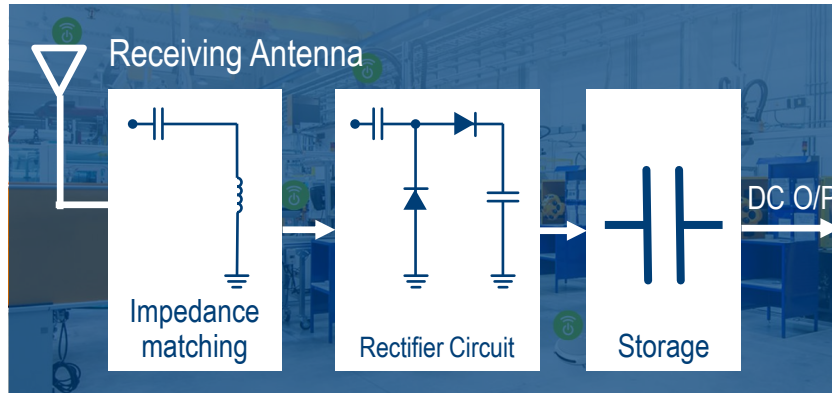 Receiving Antenna
DC O/P
Impedance
matching
Rectifier Circuit
Storage